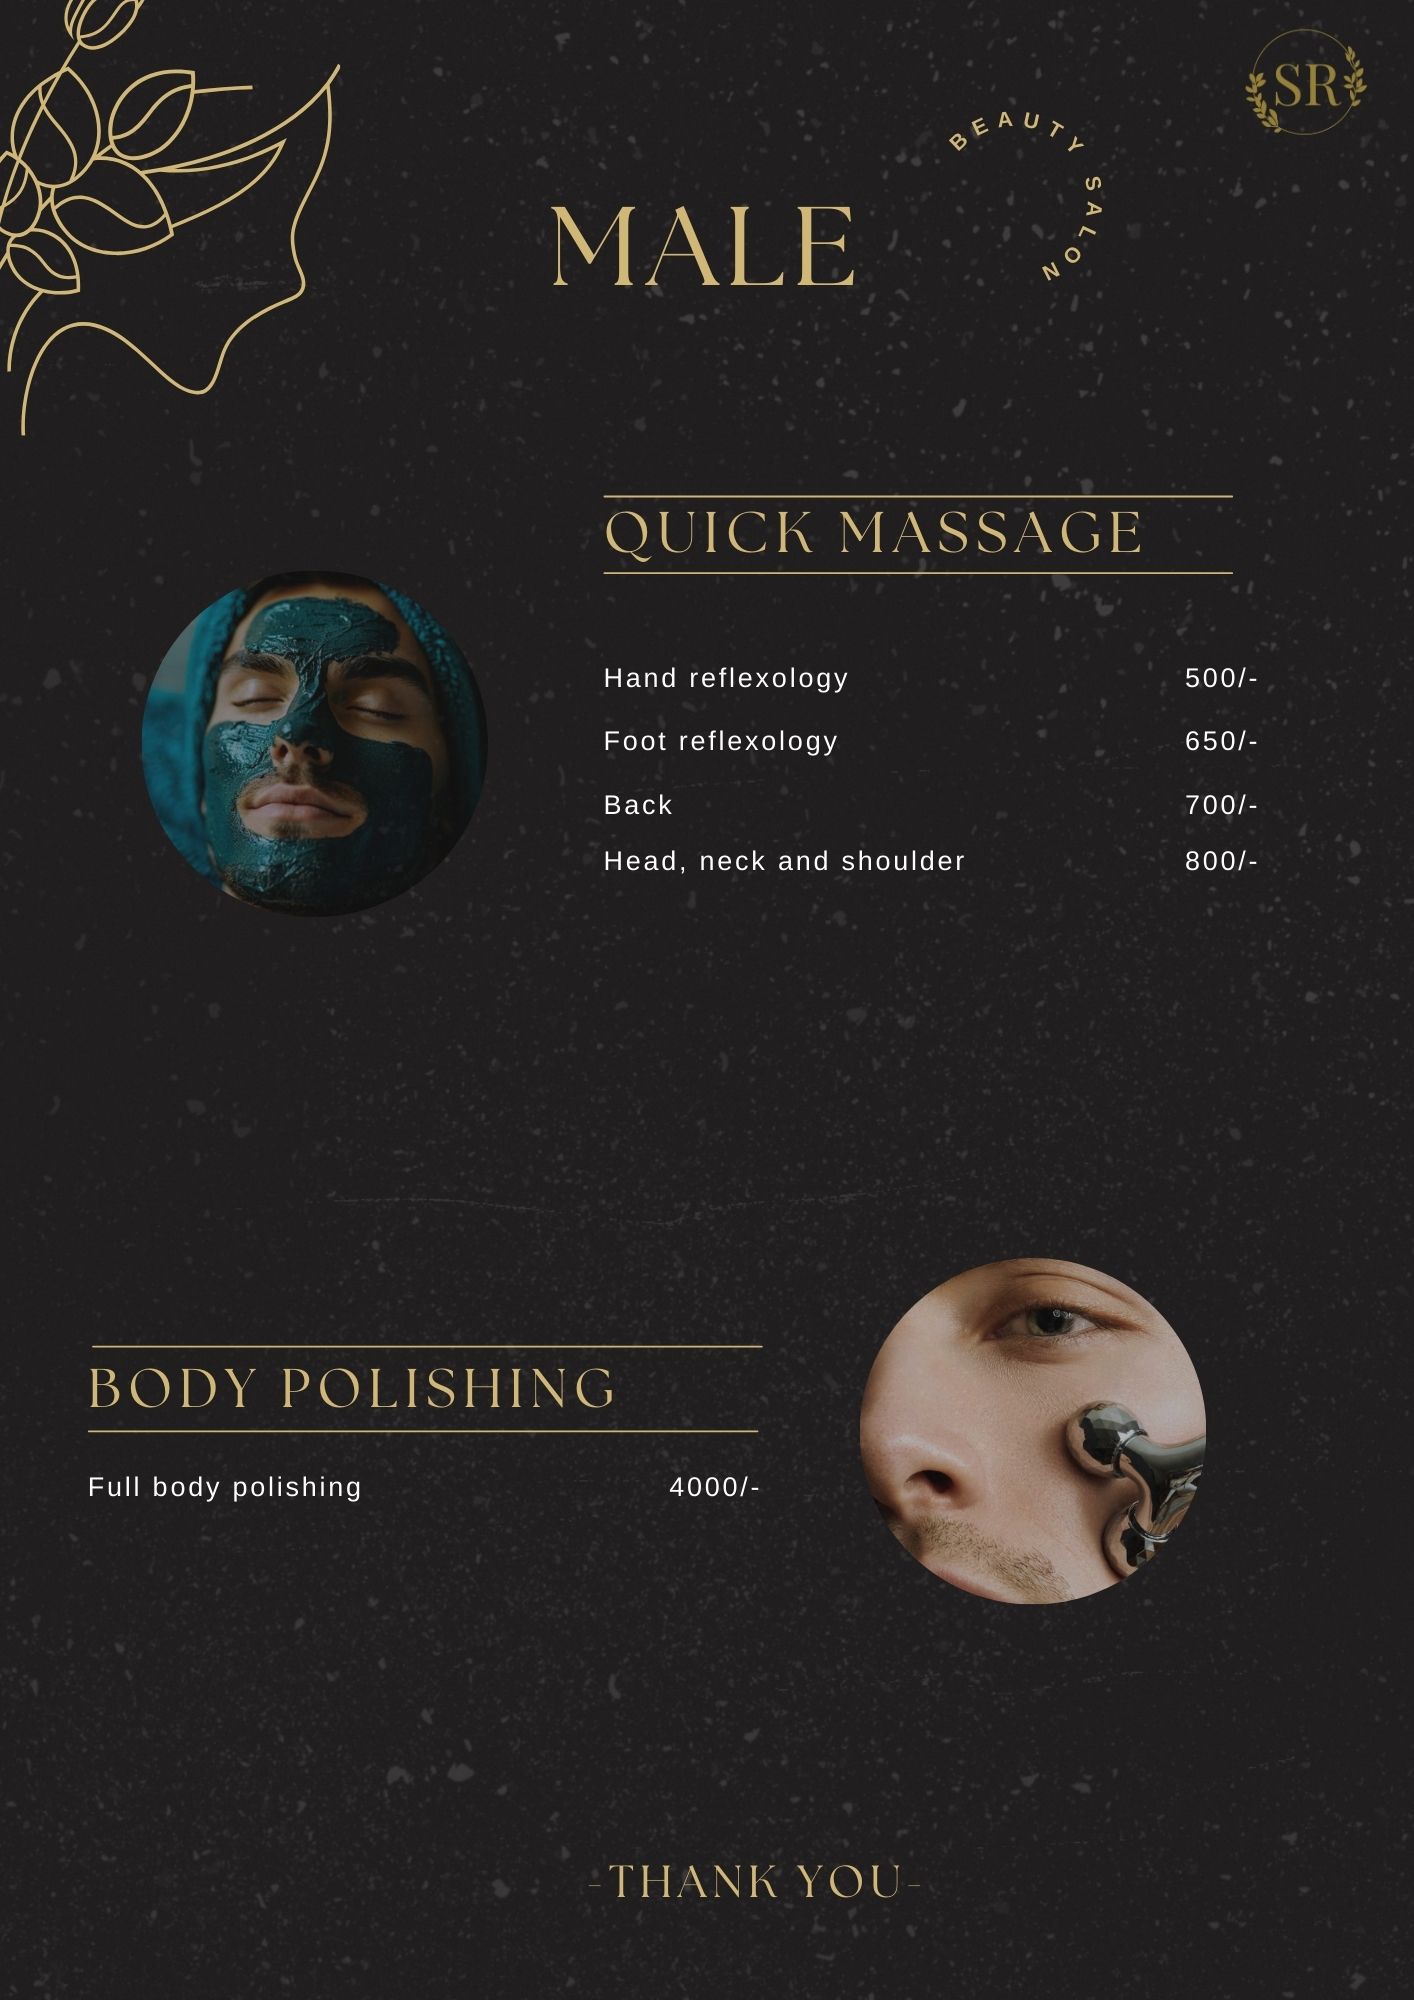 SR
BEAUTY SALON
MALE
QUICK MASSAGE
Hand reflexology 500/-
Foot reflexology 650/-
Back 700/-
Head, neck and shoulder 800/-
BODY POLISHING
Full body polishing 4000/-
-THANK YOU-